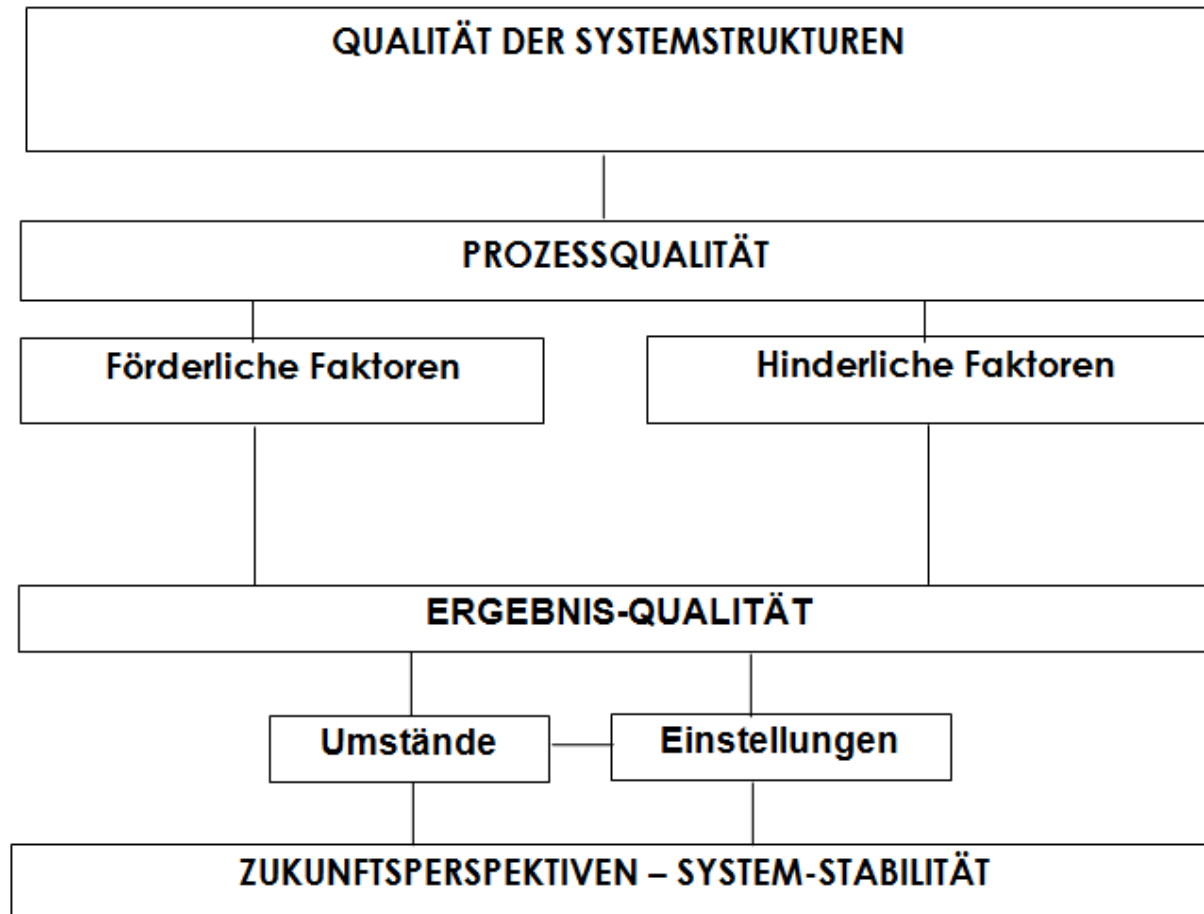 QUALITÄT DER SYSTEMSTRUKTUREN
PROZESSQUALITÄT
Förderliche Faktoren
Hinderliche Faktoren
ERGEBNIS-QUALITÄT
Umstände
Einstellungen
ZUKUNFTSPERSPEKTIVEN – SYSTEM-STABILITÄT